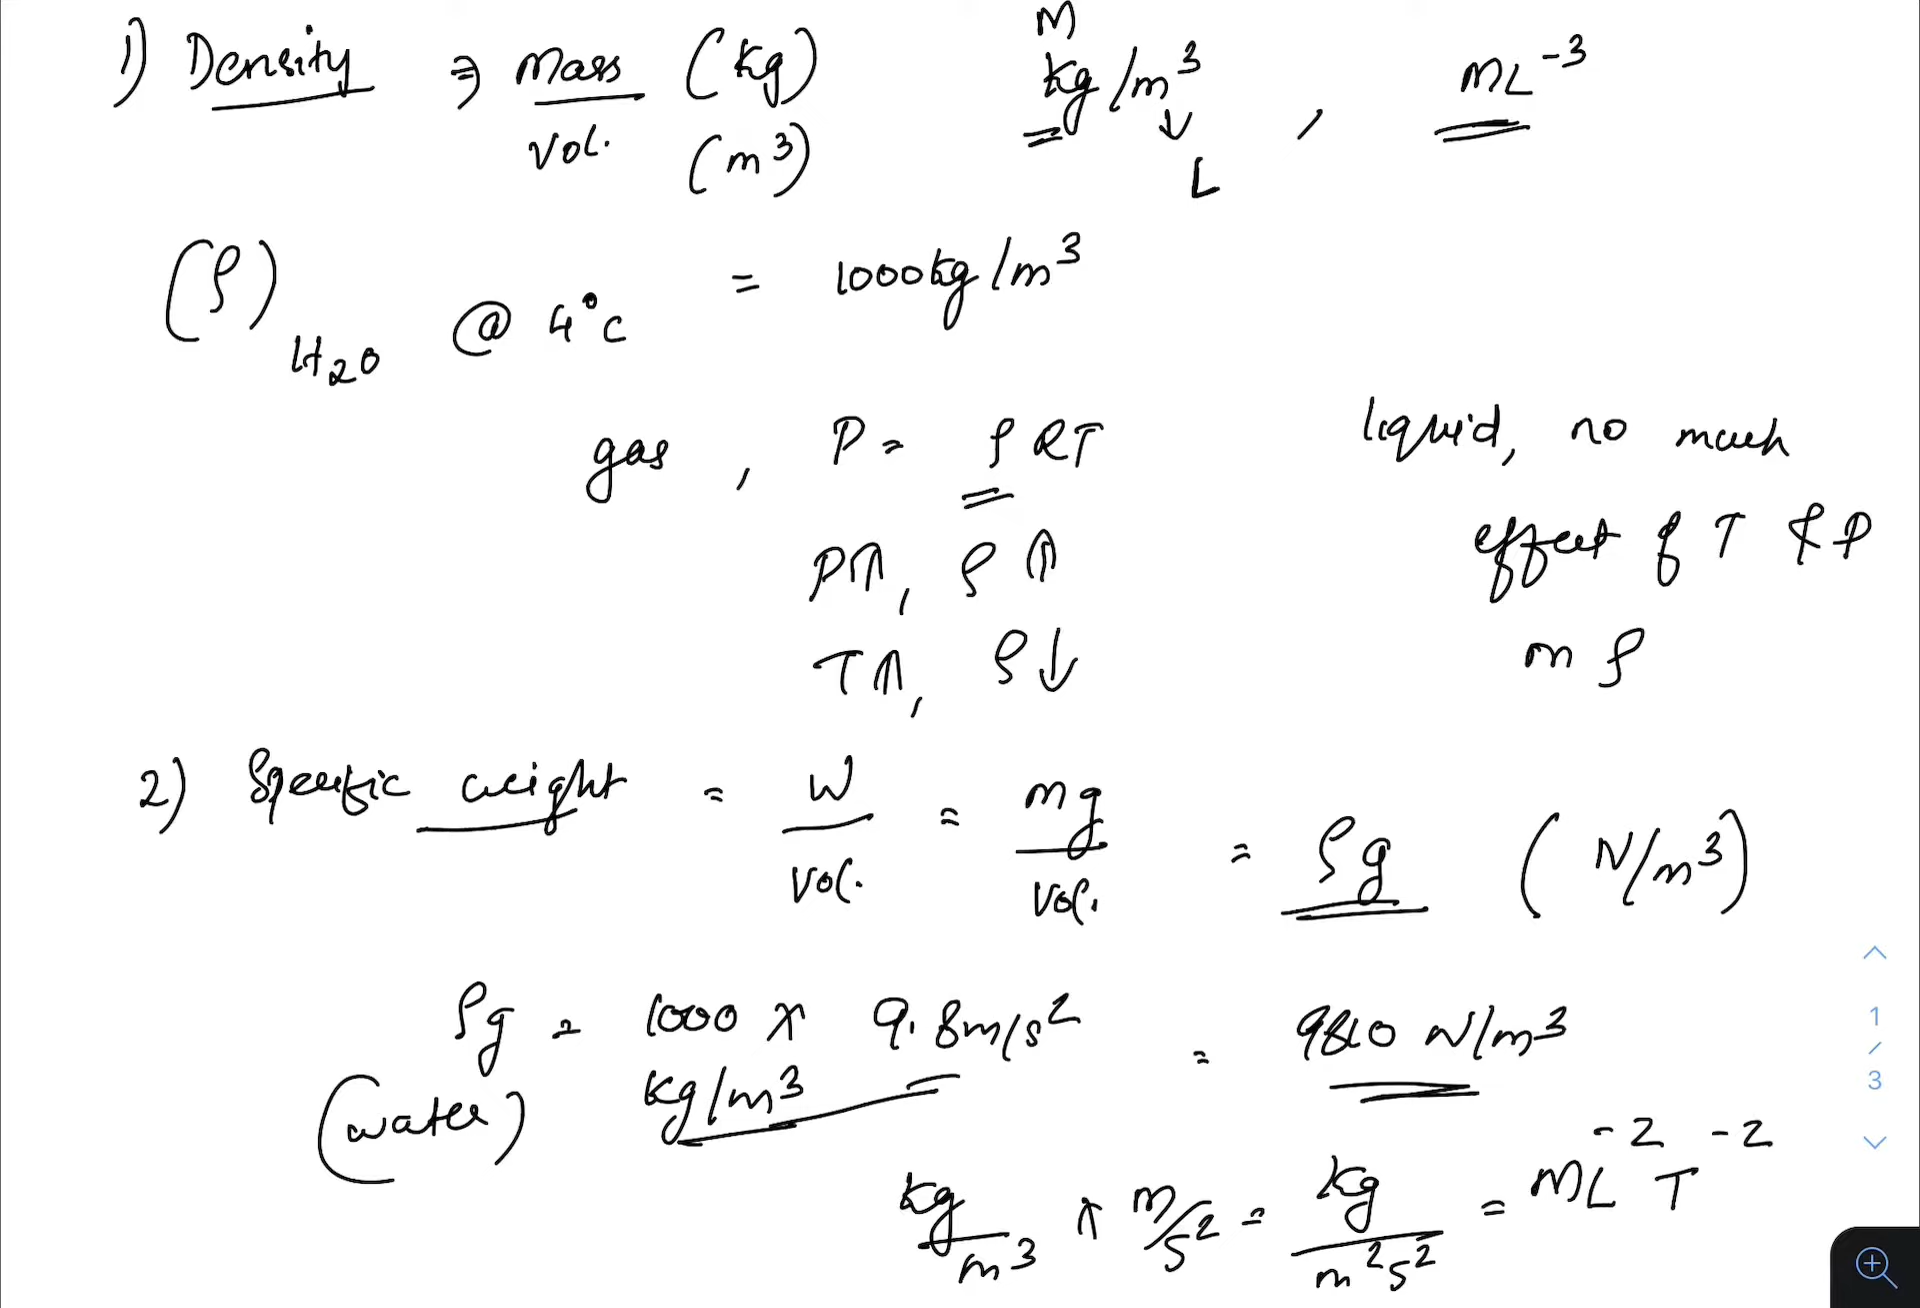 1) Density ⇒ Mass (kg) / Vol. (m³) M kg/m³ L , ML⁻³
(ρ) H₂O @ 4°C = 1000kg/m³
gas , P = ρRT
P⇑, ρ⇑
T⇑, ρ↓
liquid, no much
effect of T & P
on ρ
2) Specific weight = W / Vol. = mg / Vol. = ρg (N/m³)
ρg = 1000 × 9.8m/s² = 9810 N/m³
(water) kg/m³
kg/m³ × m/s² = kg/m²s² = ML⁻²T⁻²
1
/
3